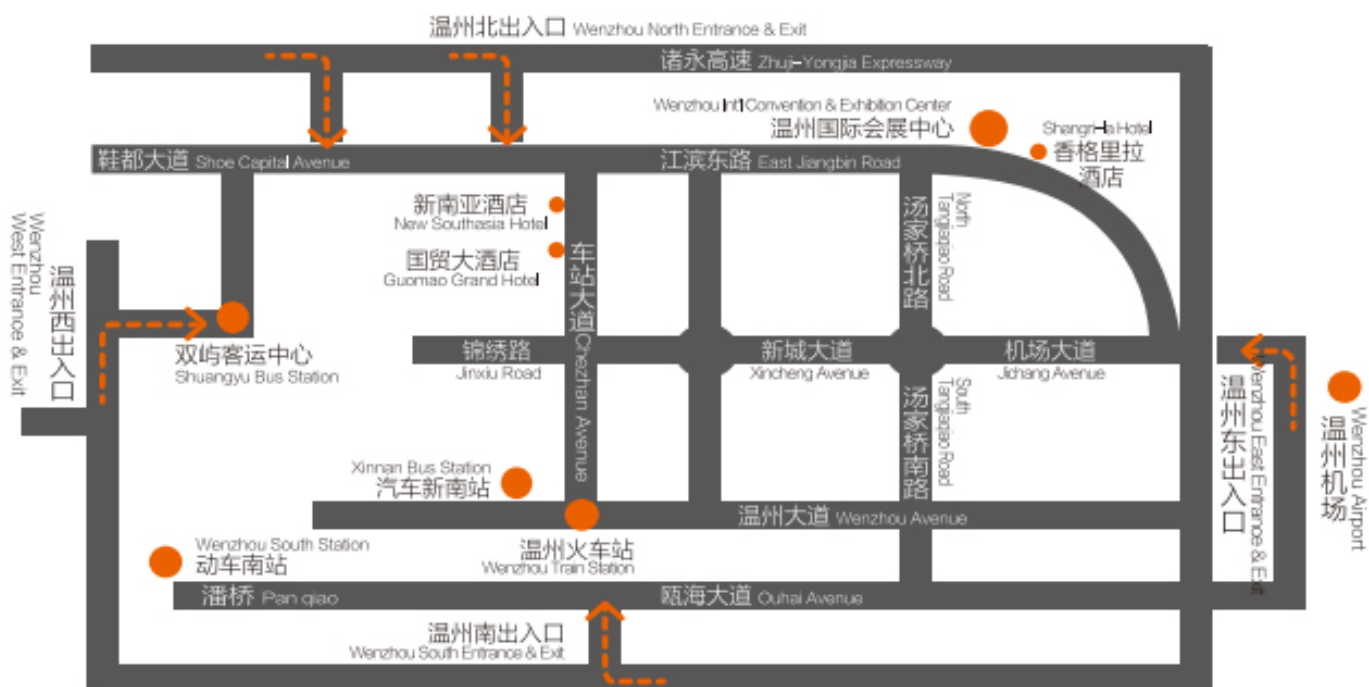 温州北出入口 Wenzhou North Entrance & Exit
诸永高速 Zhuji-Yongjia Expressway
Wenzhou Int'l Convention & Exhibition Center
温州国际会展中心
Shangri-la Hotel
香格里拉
酒店
鞋都大道 Shoe Capital Avenue
江滨东路 East Jiangbin Road
新南亚酒店
New Southasia Hotel
国贸大酒店
Guomao Grand Hotel
车站大道 Chezhan Avenue
汤家桥北路
North
Tangjiaqiao Road
Wenzhou
West Entrance & Exit
温州西出入口
双屿客运中心
Shuangyu Bus Station
锦绣路
Jinxiu Road
新城大道
Xincheng Avenue
机场大道
Jichang Avenue
汤家桥南路
South
Tangjiaqiao Road
温州东出入口
Wenzhou East Entrance & Exit
温州机场
Wenzhou Airport
Xinnan Bus Station
汽车新南站
温州大道 Wenzhou Avenue
温州火车站
Wenzhou Train Station
Wenzhou South Station
动车南站
潘桥 Pan qiao
瓯海大道 Ouhai Avenue
温州南出入口
Wenzhou South Entrance & Exit